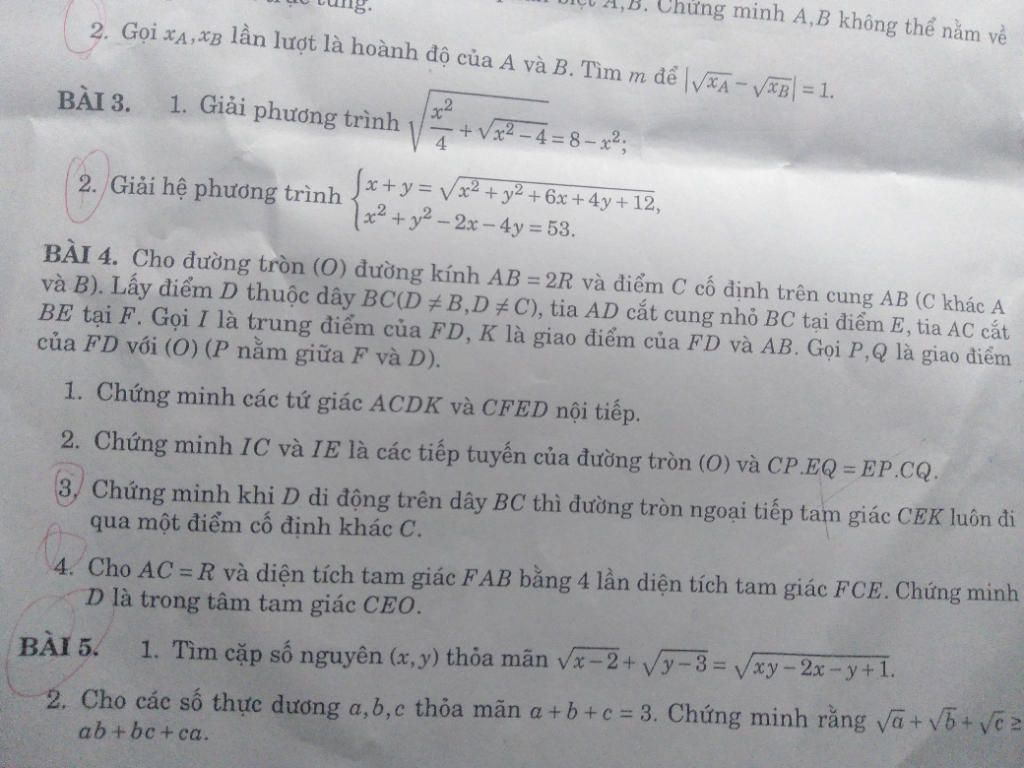 A,B. Chứng minh A,B không thể nằm về
2. Gọi x_A, x_B lần lượt là hoành độ của A và B. Tìm m để |√x_A − √x_B| = 1.
BÀI 3. 1. Giải phương trình √(x²/4 + √(x² − 4)) = 8 − x²;
2. Giải hệ phương trình { x + y = √(x² + y² + 6x + 4y + 12),
x² + y² − 2x − 4y = 53.
BÀI 4. Cho đường tròn (O) đường kính AB = 2R và điểm C cố định trên cung AB (C khác A
và B). Lấy điểm D thuộc dây BC(D ≠ B, D ≠ C), tia AD cắt cung nhỏ BC tại điểm E, tia AC cắt
BE tại F. Gọi I là trung điểm của FD, K là giao điểm của FD và AB. Gọi P,Q là giao điểm
của FD với (O) (P nằm giữa F và D).
1. Chứng minh các tứ giác ACDK và CFED nội tiếp.
2. Chứng minh IC và IE là các tiếp tuyến của đường tròn (O) và CP.EQ = EP.CQ.
3. Chứng minh khi D di động trên dây BC thì đường tròn ngoại tiếp tam giác CEK luôn đi
qua một điểm cố định khác C.
4. Cho AC = R và diện tích tam giác FAB bằng 4 lần diện tích tam giác FCE. Chứng minh
D là trong tâm tam giác CEO.
BÀI 5. 1. Tìm cặp số nguyên (x,y) thỏa mãn √(x − 2) + √(y − 3) = √(xy − 2x − y + 1).
2. Cho các số thực dương a,b,c thỏa mãn a + b + c = 3. Chứng minh rằng √a + √b + √c ≥
ab + bc + ca.